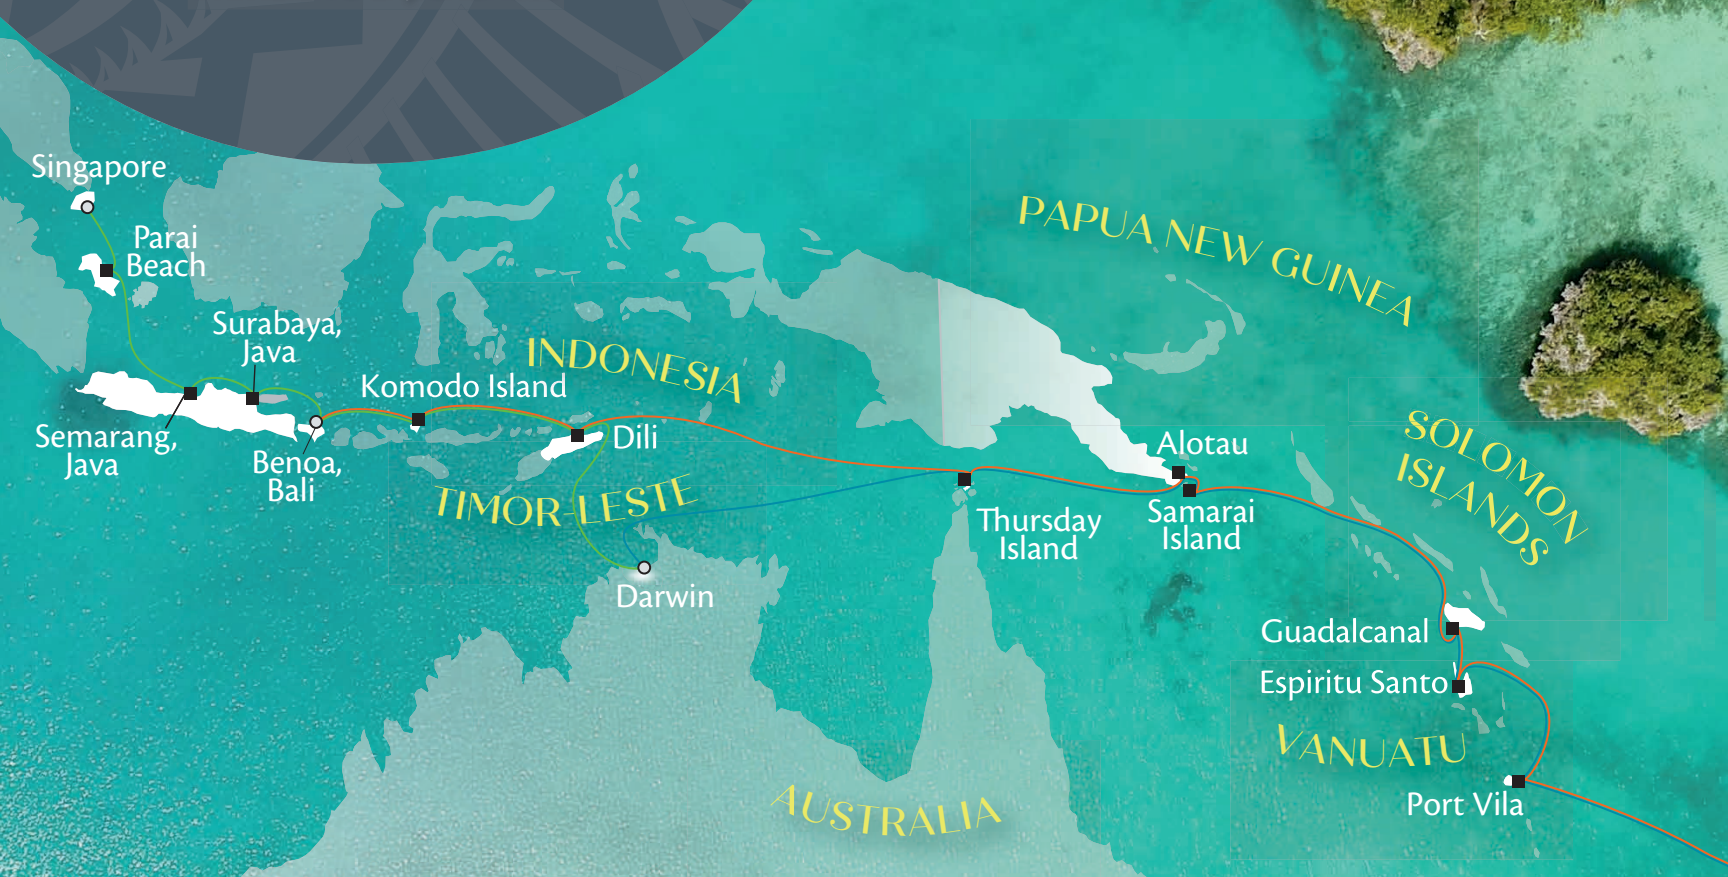 Singapore
Parai
Beach
Surabaya,
Java
Semarang,
Java
Benoa,
Bali
Komodo Island
INDONESIA
Dili
TIMOR-LESTE
Darwin
AUSTRALIA
PAPUA NEW GUINEA
Thursday
Island
Alotau
Samarai
Island
SOLOMON
ISLANDS
Guadalcanal
Espiritu Santo
VANUATU
Port Vila